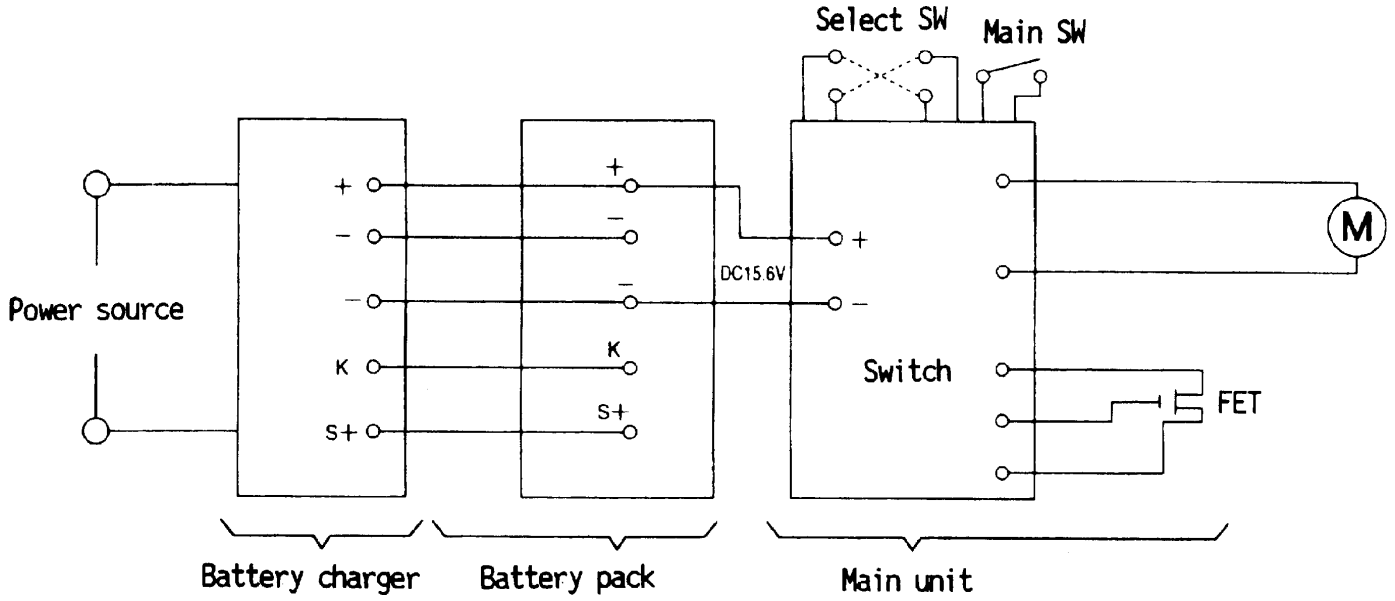 Select SW
Main SW
+
+
-
-
-
-
+
-
DC15.6V
Power source
K
K
S+
S+
Switch
M
FET
Battery charger
Battery pack
Main unit